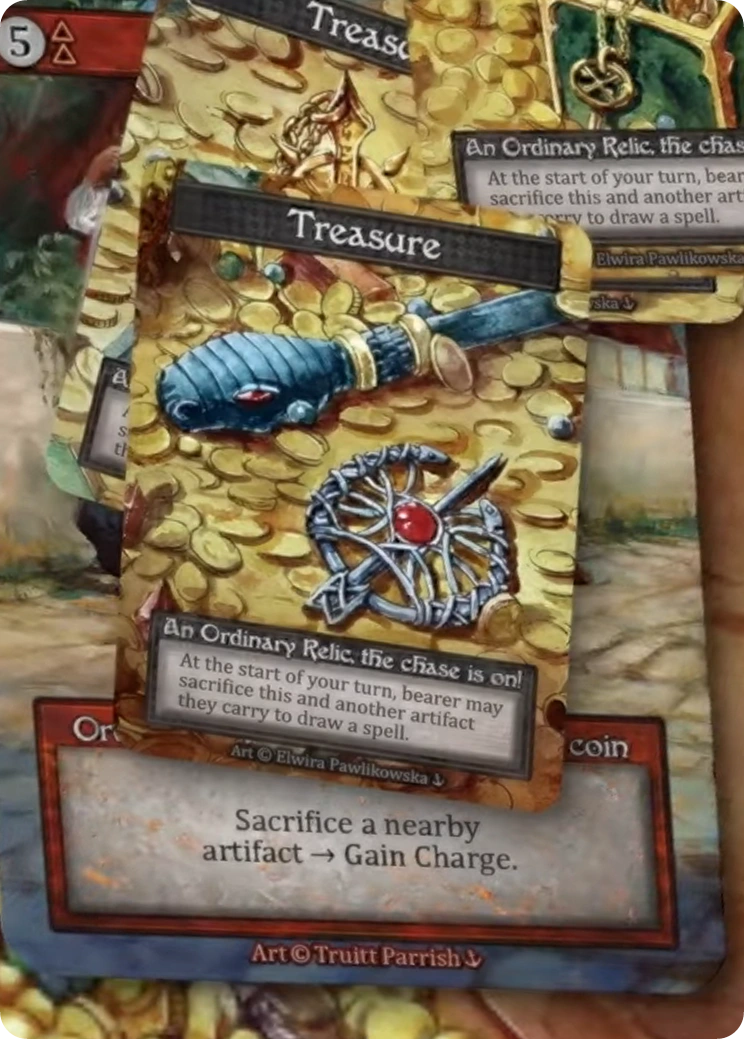 5
Treas
An Ordinary Relic, the chas
At the start of your turn, bear
sacrifice this and another art
carry to draw a spell.
Elwira Pawlikowska
ska
Treasure
A
An Ordinary Relic, the chase is on!
At the start of your turn, bearer may
sacrifice this and another artifact
they carry to draw a spell.
Art © Elwira Pawlikowska
Or
coin
Sacrifice a nearby
artifact → Gain Charge.
Art © Truitt Parrish